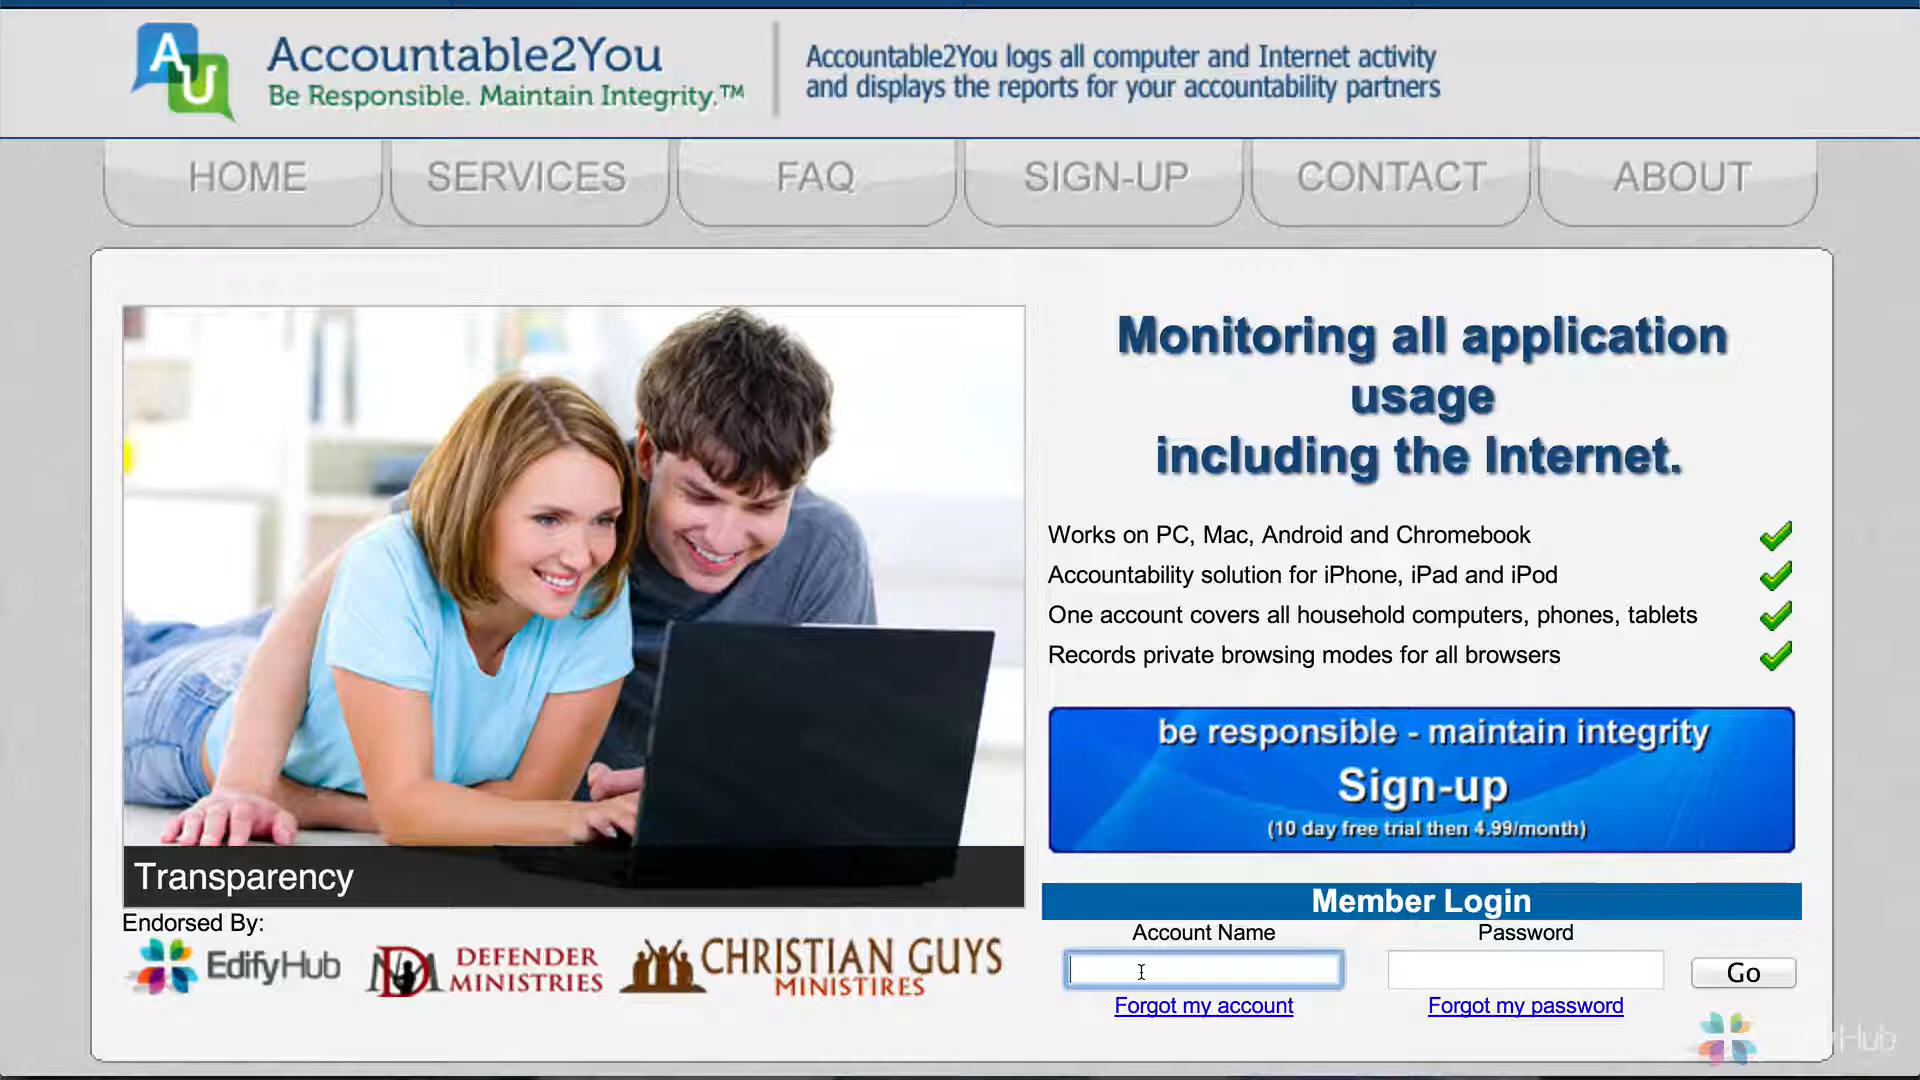 AU
Accountable2You
Be Responsible. Maintain Integrity.™
Accountable2You logs all computer and Internet activity
and displays the reports for your accountability partners
HOME SERVICES FAQ SIGN-UP CONTACT ABOUT
Monitoring all application
usage
including the Internet.
Works on PC, Mac, Android and Chromebook
Accountability solution for iPhone, iPad and iPod
One account covers all household computers, phones, tablets
Records private browsing modes for all browsers
be responsible - maintain integrity
Sign-up
(10 day free trial then 4.99/month)
Transparency
Endorsed By:
EdifyHub
DEFENDER
MINISTRIES
CHRISTIAN GUYS
MINISTIRES
Member Login
Account Name Password
Go
Forgot my account Forgot my password